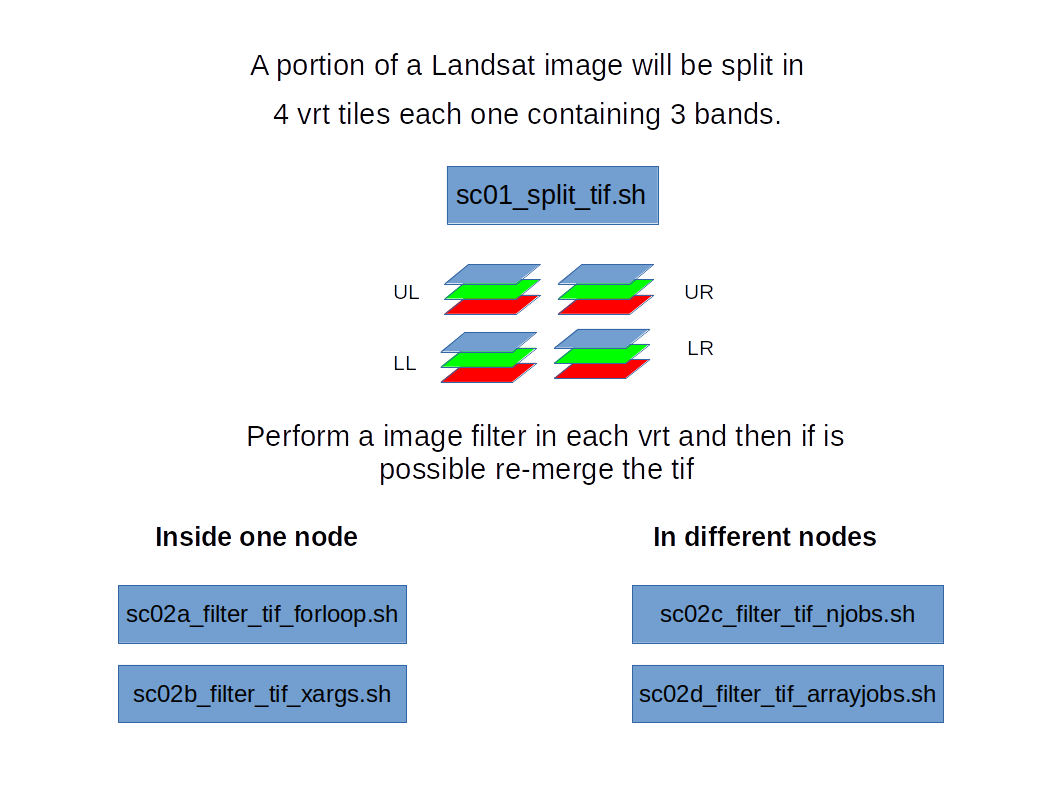 A portion of a Landsat image will be split in
4 vrt tiles each one containing 3 bands.
sc01_split_tif.sh
UL
UR
LL
LR
Perform a image filter in each vrt and then if is
possible re-merge the tif
Inside one node
In different nodes
sc02a_filter_tif_forloop.sh
sc02c_filter_tif_njobs.sh
sc02b_filter_tif_xargs.sh
sc02d_filter_tif_arrayjobs.sh